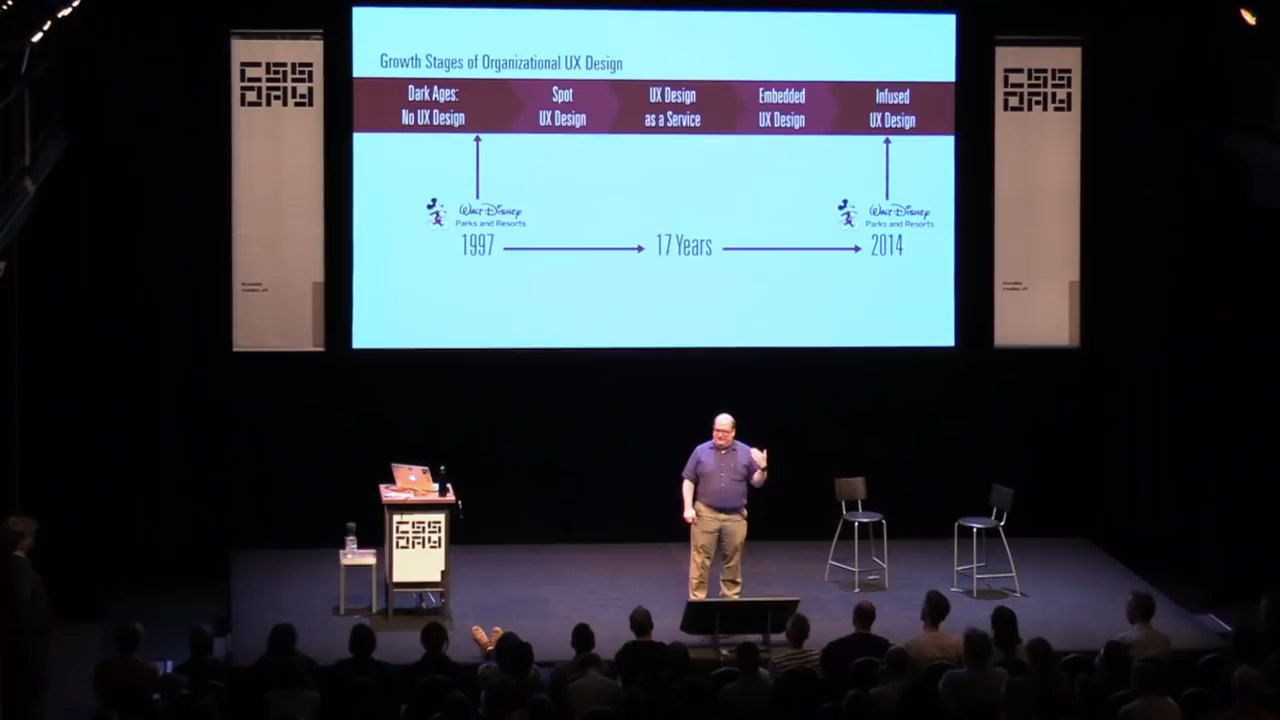 CSS
DAY
Growth Stages of Organizational UX Design
Dark Ages:
No UX Design
Spot
UX Design
UX Design
as a Service
Embedded
UX Design
Infused
UX Design
WALT DISNEY
Parks and Resorts
WALT DISNEY
Parks and Resorts
1997
17 Years
2014
CSS
DAY
CSS
DAY